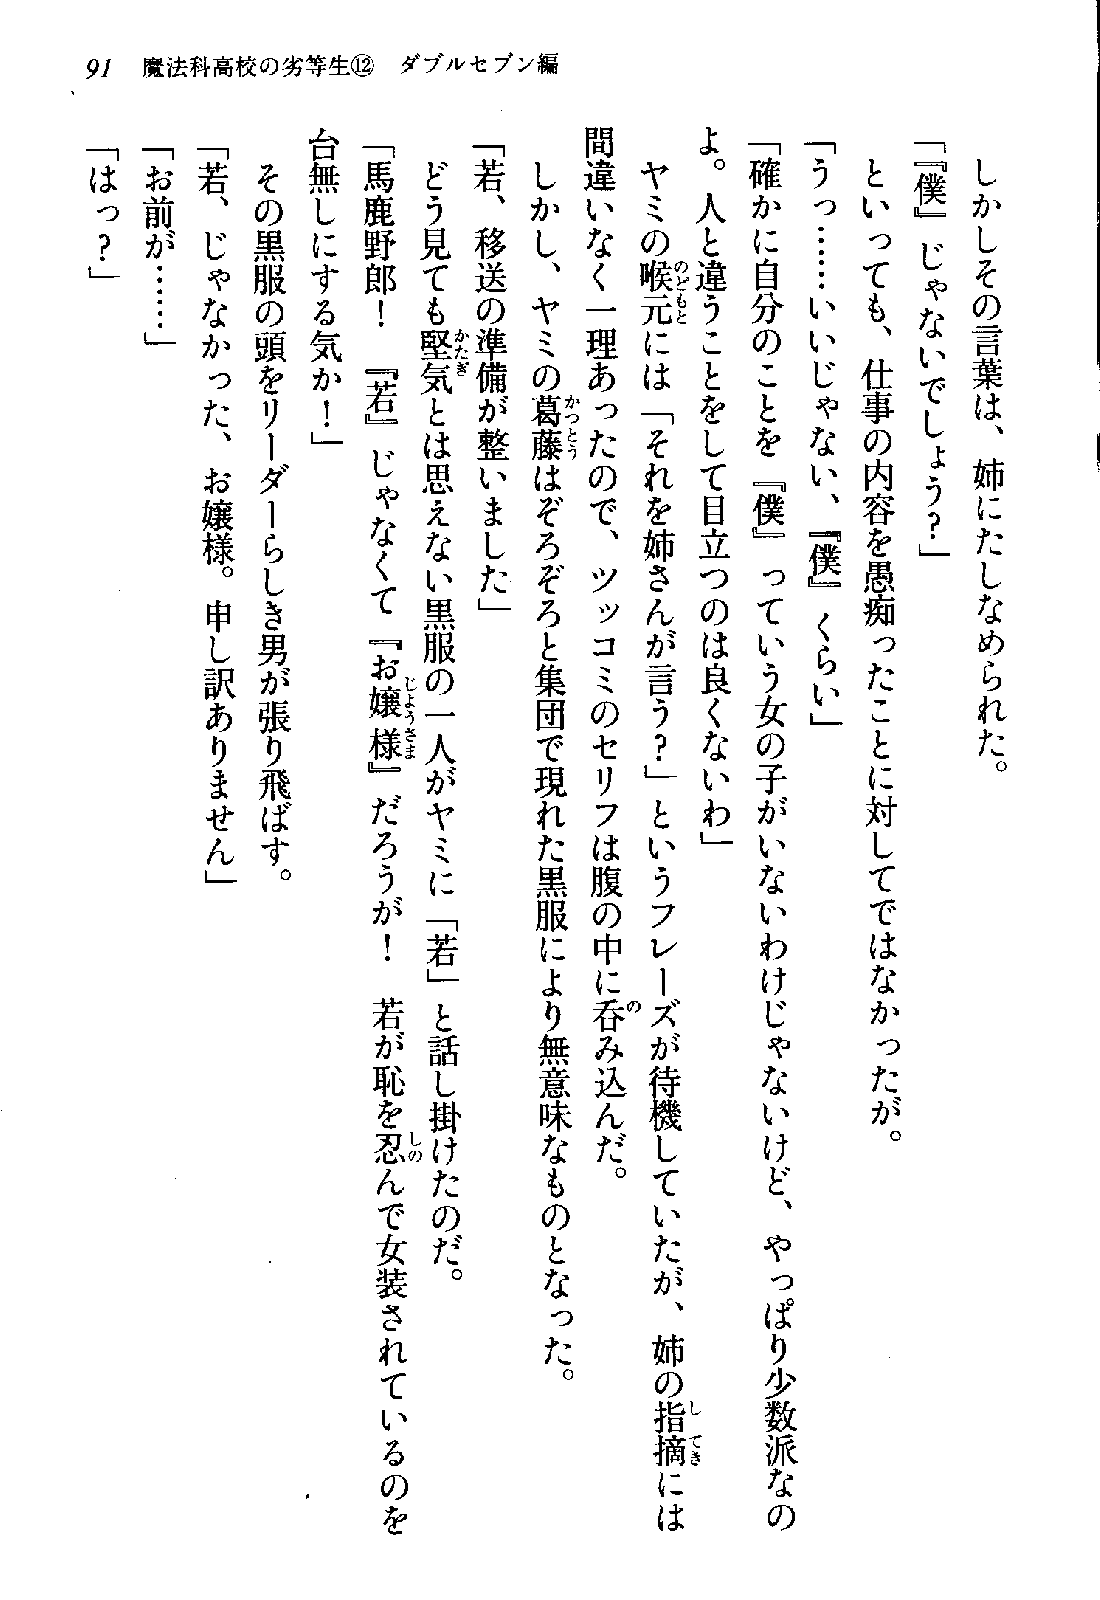 91 魔法科高校の劣等生⑫ ダブルセブン編
しかしその言葉は、姉にたしなめられた。
「『僕』じゃないでしょう?」
といっても、仕事の内容を愚痴ったことに対してではなかったが。
「うっ……いいじゃない、『僕』くらい」
「確かに自分のことを『僕』っていう女の子がいないわけじゃないけど、やっぱり少数派なの
よ。人と違うことをして目立つのは良くないわ」
ヤミの喉元には「それを姉さんが言う?」というフレーズが待機していたが、姉の指摘には
間違いなく一理あったので、ツッコミのセリフは腹の中に呑み込んだ。
しかし、ヤミの葛藤はぞろぞろと集団で現れた黒服により無意味なものとなった。
「若、移送の準備が整いました」
どう見ても堅気とは思えない黒服の一人がヤミに「若」と話し掛けたのだ。
「馬鹿野郎! 『若』じゃなくて『お嬢様』だろうが! 若が恥を忍んで女装されているのを
台無しにする気か!」
その黒服の頭をリーダーらしき男が張り飛ばす。
「若、じゃなかった、お嬢様。申し訳ありません」
「お前が……」
「はっ?」